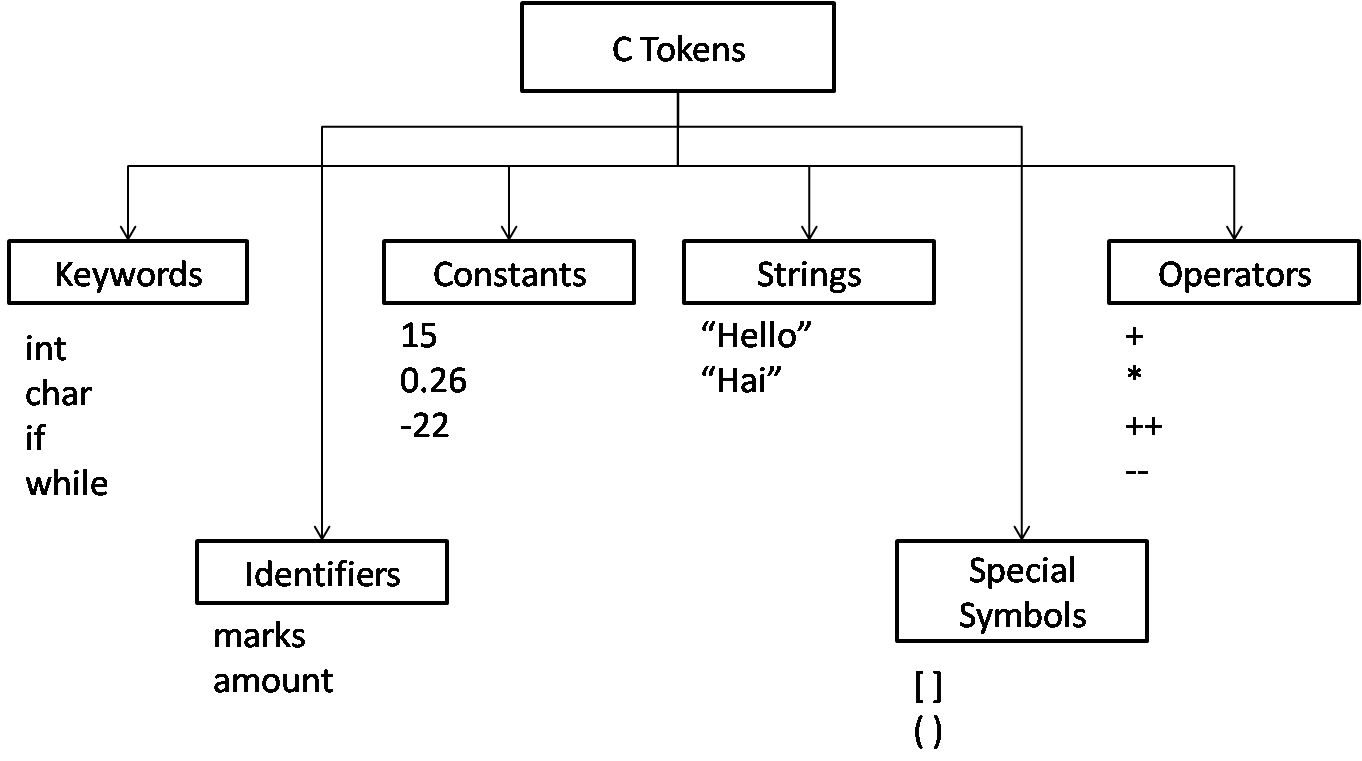 C Tokens
Keywords
int
char
if
while
Constants
15
0.26
-22
Strings
“Hello”
“Hai”
Operators
+
*
++
--
Identifiers
marks
amount
Special
Symbols
[ ]
( )